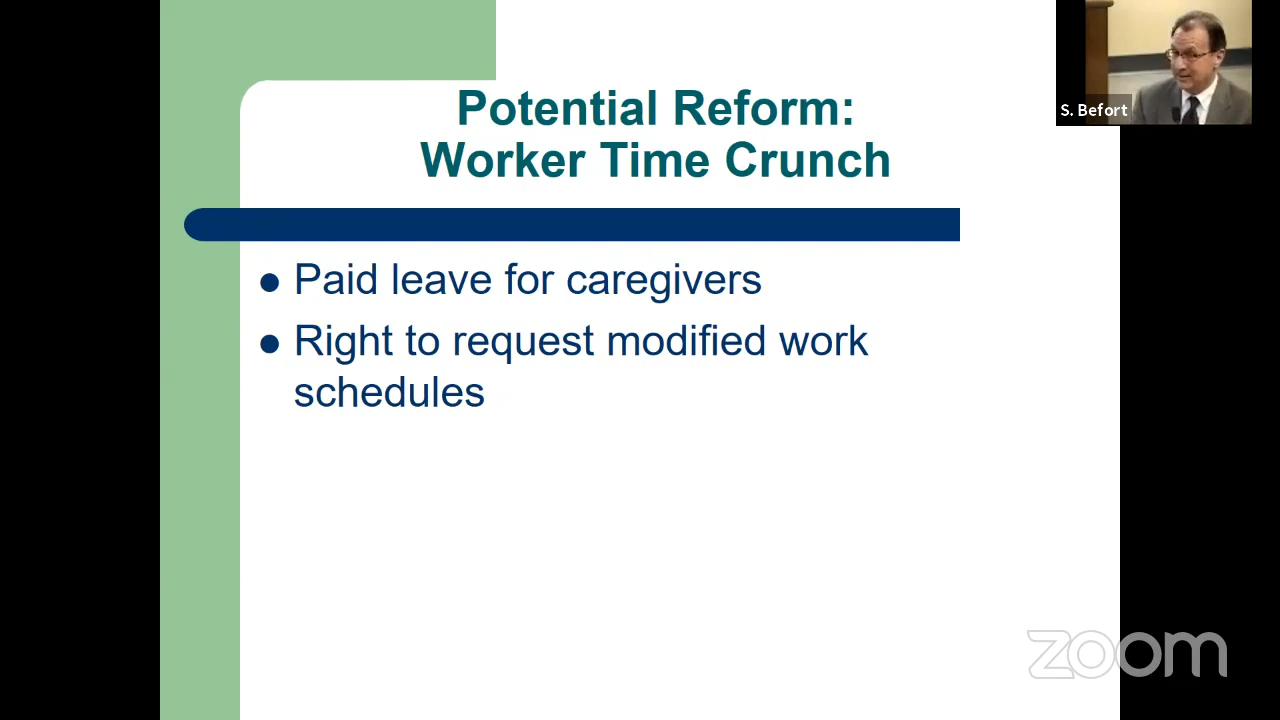 Potential Reform:
Worker Time Crunch
S. Befort
● Paid leave for caregivers
● Right to request modified work
schedules
zoom